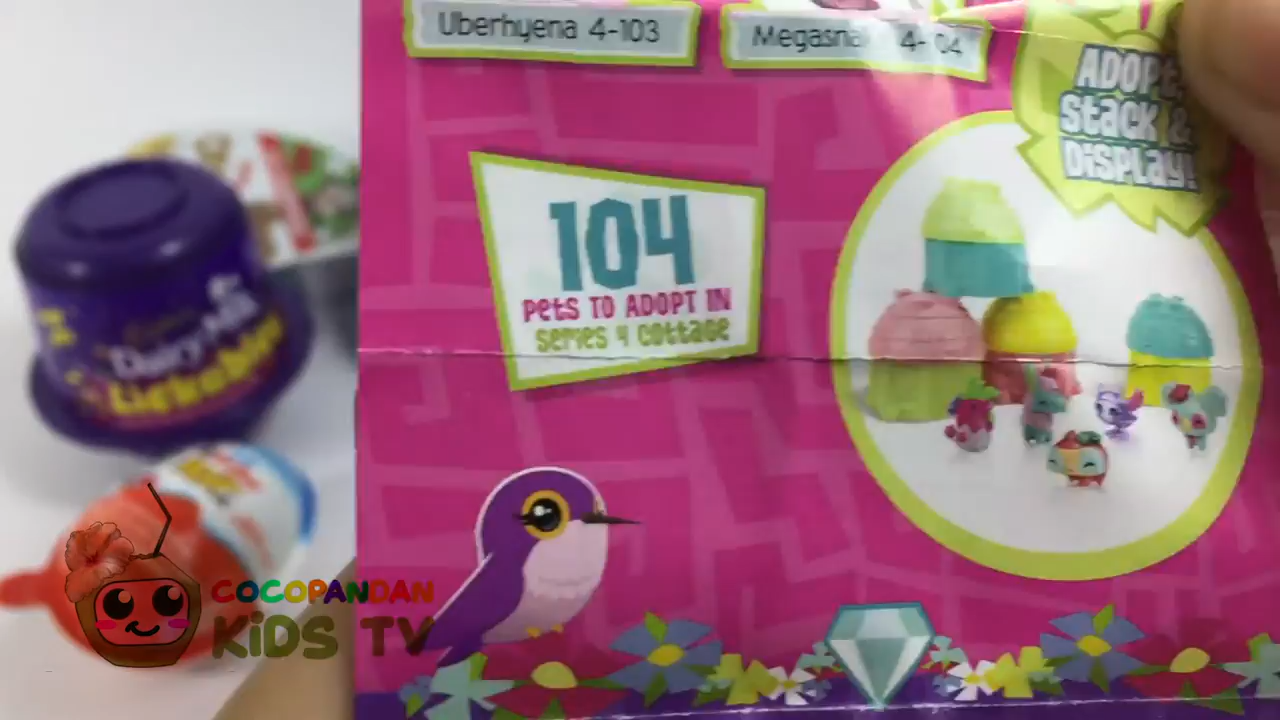 Uberhyena 4-103
4- 04
ADOPT,
STACK &
DISPLAY!
104
PETS TO ADOPT IN
SERIES 4 COTTAGE
Dairy Milk
Lickables
COCOPANDAN
KiDS TV